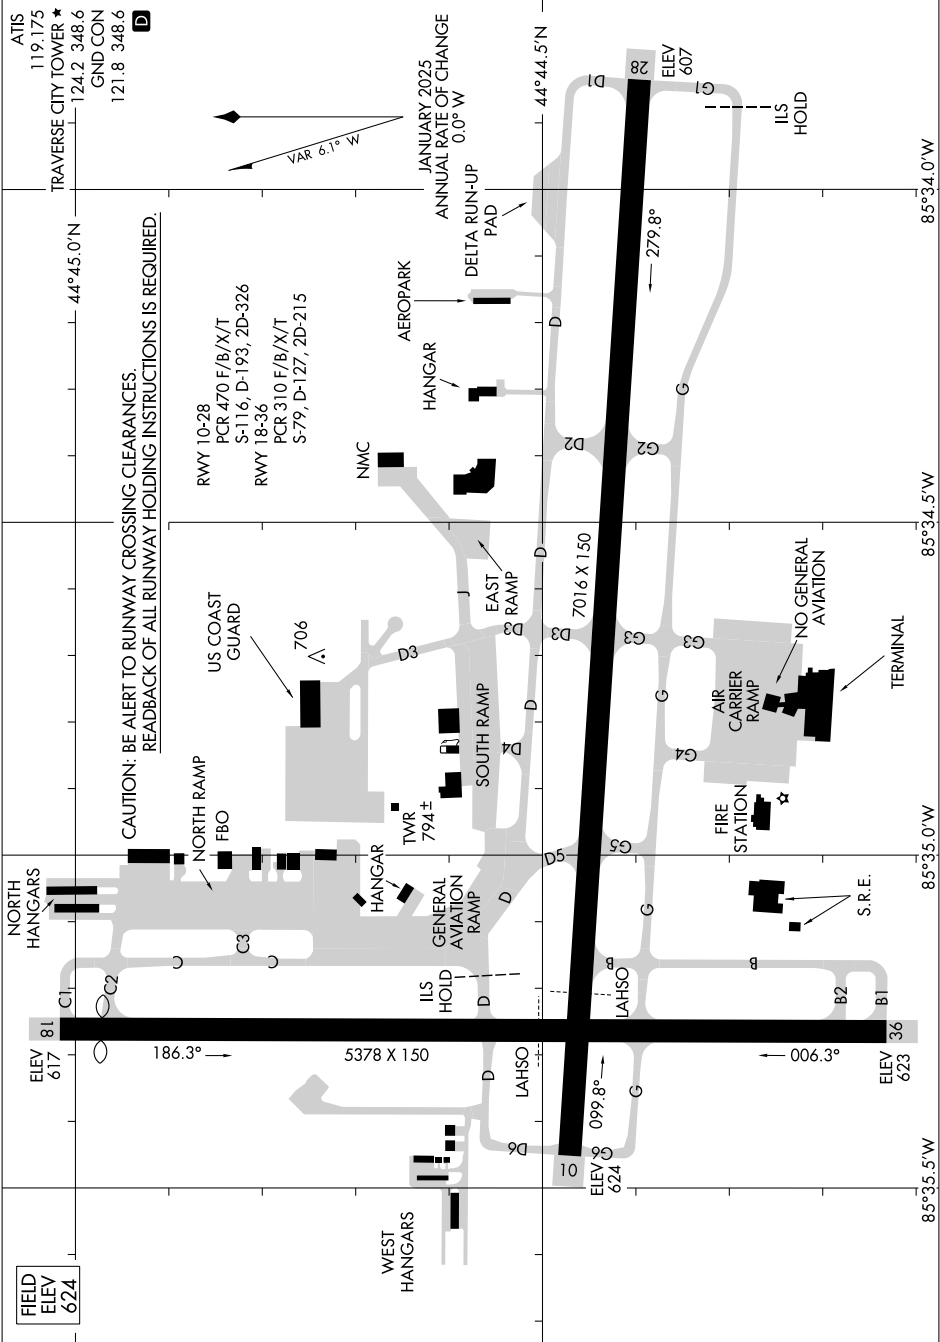 ATIS
119.175
TRAVERSE CITY TOWER ★
124.2 348.6
GND CON
121.8 348.6
D
VAR 6.1° W
JANUARY 2025
ANNUAL RATE OF CHANGE
0.0° W
44°45.0'N
44°44.5'N
85°34.0'W
85°34.5'W
85°35.0'W
85°35.5'W
CAUTION: BE ALERT TO RUNWAY CROSSING CLEARANCES.
READBACK OF ALL RUNWAY HOLDING INSTRUCTIONS IS REQUIRED.
RWY 10-28
PCR 470 F/B/X/T
S-116, D-193, 2D-326
RWY 18-36
PCR 310 F/B/X/T
S-79, D-127, 2D-215
DELTA RUN-UP
PAD
AEROPARK
HANGAR
NMC
EAST
RAMP
US COAST
GUARD
706
SOUTH RAMP
TWR
794±
NORTH RAMP
FBO
HANGAR
GENERAL
AVIATION
RAMP
NORTH
HANGARS
ILS
HOLD
ILS
HOLD
LAHSO
LAHSO
WEST
HANGARS
AIR
CARRIER
RAMP
NO GENERAL
AVIATION
TERMINAL
FIRE
STATION
S.R.E.
28
ELEV
607
279.8°
7016 X 150
099.8°
10
ELEV
624
18
ELEV
617
186.3°
5378 X 150
006.3°
36
ELEV
623
D1
G1
D
D2
G2
G
D
J
D3
D3
D3
G3
G3
D
D4
G
G4
D5
G5
D
G
C1
C2
C3
C
C
D
B
B
B2
B1
D
G
D6
G6
FIELD
ELEV
624